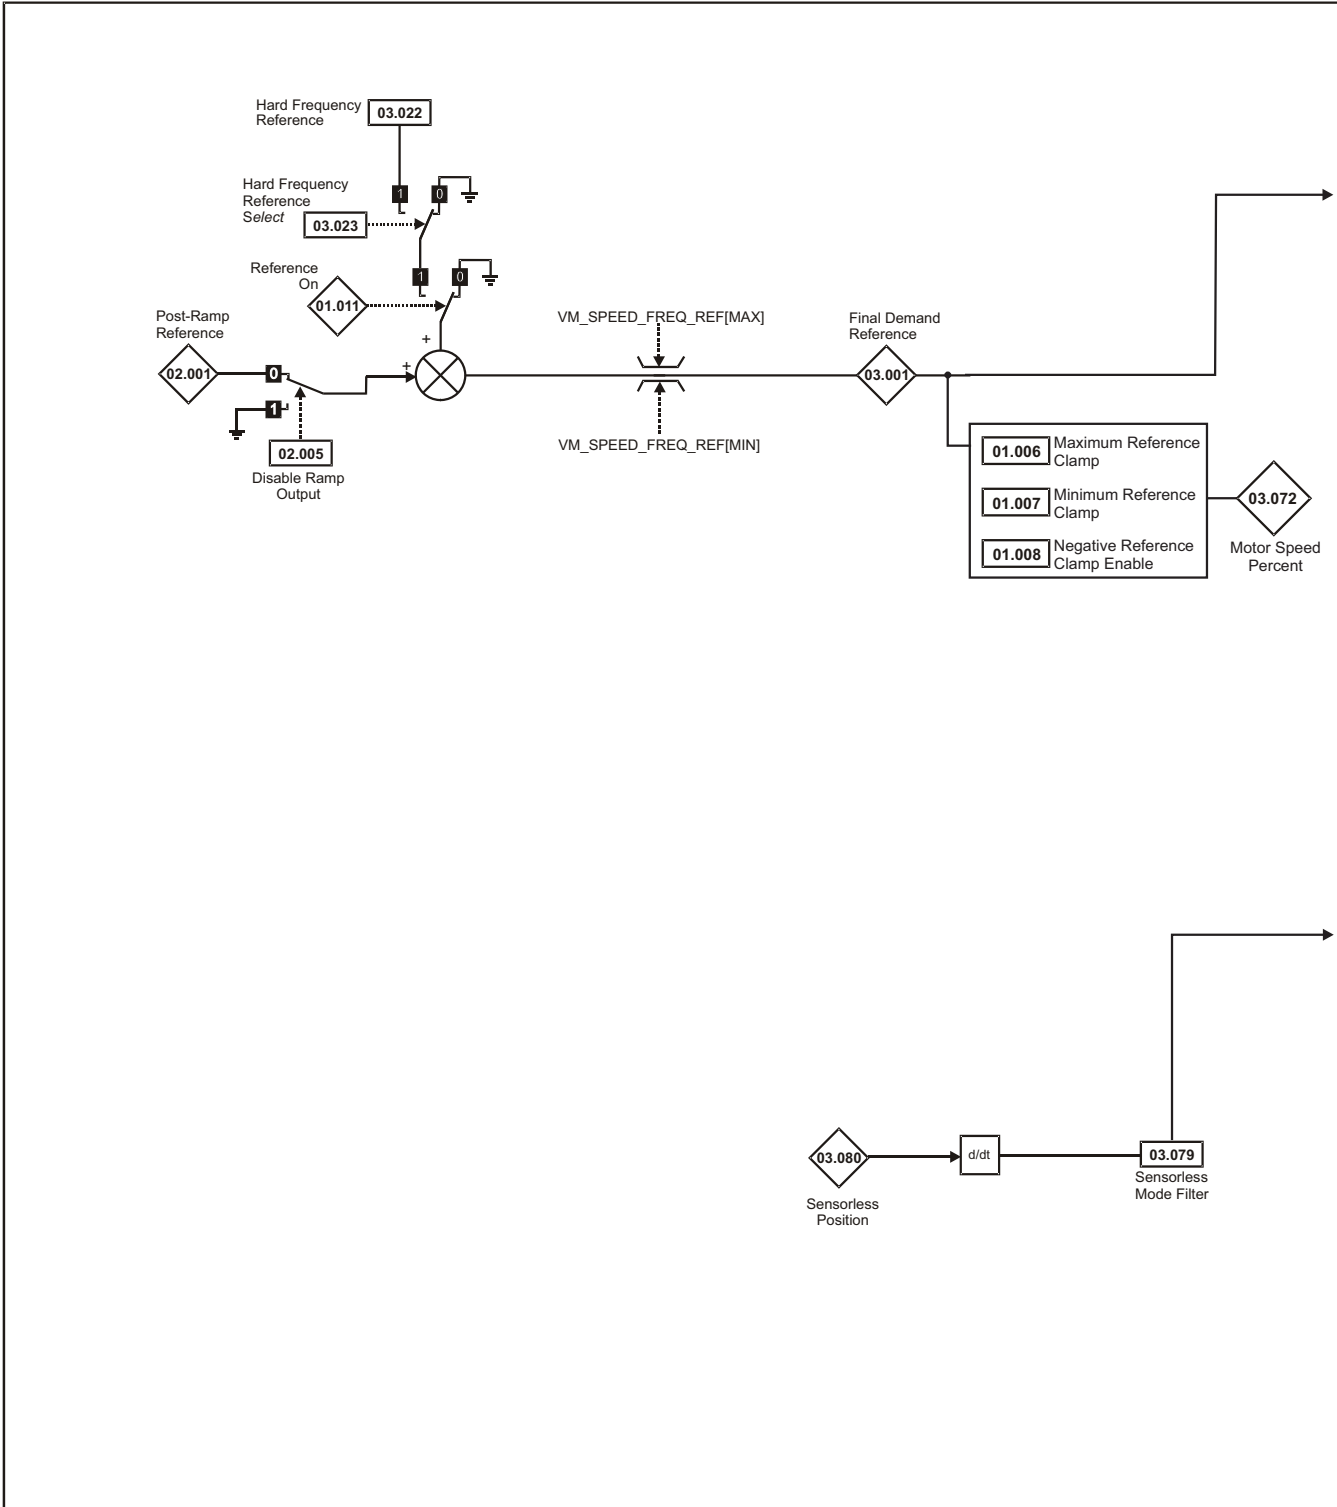 Hard Frequency
Reference
03.022
Hard Frequency
Reference
Select
1
0
03.023
Reference
On
1
0
01.011
Post-Ramp
Reference
02.001
0
+
+
1
02.005
Disable Ramp
Output
VM_SPEED_FREQ_REF[MAX]
VM_SPEED_FREQ_REF[MIN]
Final Demand
Reference
03.001
01.006
Maximum Reference
Clamp
01.007
Minimum Reference
Clamp
01.008
Negative Reference
Clamp Enable
03.072
Motor Speed
Percent
03.080
Sensorless
Position
d/dt
03.079
Sensorless
Mode Filter